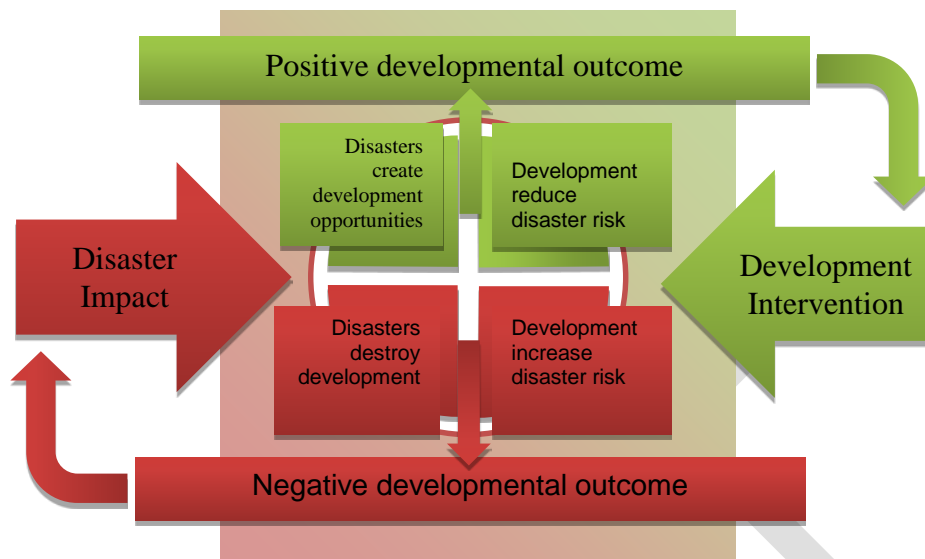 Positive developmental outcome
Disasters
create
development
opportunities
Development
reduce
disaster risk
Disaster
Impact
Development
Intervention
Disasters
destroy
development
Development
increase
disaster risk
Negative developmental outcome